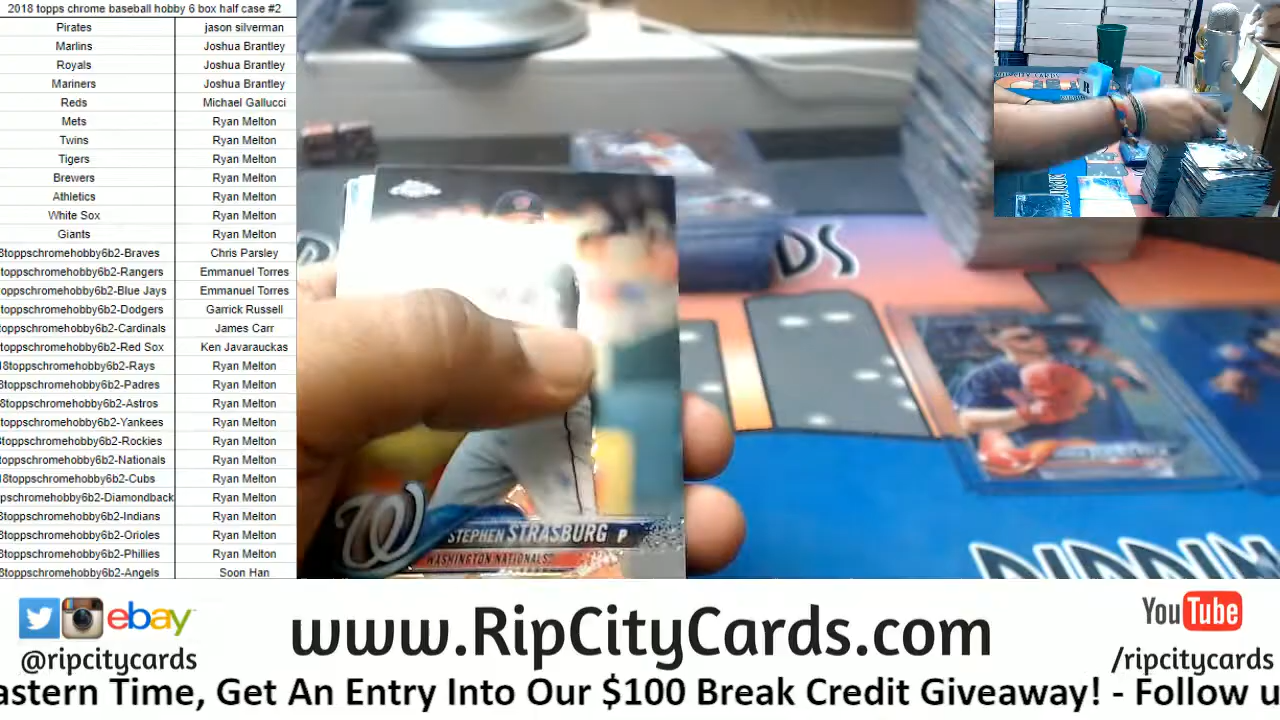 2018 topps chrome baseball hobby 6 box half case #2
Pirates jason silverman
Marlins Joshua Brantley
Royals Joshua Brantley
Mariners Joshua Brantley
Reds Michael Gallucci
Mets Ryan Melton
Twins Ryan Melton
Tigers Ryan Melton
Brewers Ryan Melton
Athletics Ryan Melton
White Sox Ryan Melton
Giants Ryan Melton
8toppschromehobby6b2-Braves Chris Parsley
toppschromehobby6b2-Rangers Emmanuel Torres
oppschromehobby6b2-Blue Jays Emmanuel Torres
toppschromehobby6b2-Dodgers Garrick Russell
oppschromehobby6b2-Cardinals James Carr
toppschromehobby6b2-Red Sox Ken Javarauckas
18toppschromehobby6b2-Rays Ryan Melton
8toppschromehobby6b2-Padres Ryan Melton
8toppschromehobby6b2-Astros Ryan Melton
toppschromehobby6b2-Yankees Ryan Melton
toppschromehobby6b2-Rockies Ryan Melton
oppschromehobby6b2-Nationals Ryan Melton
18toppschromehobby6b2-Cubs Ryan Melton
pschromehobby6b2-Diamondback Ryan Melton
8toppschromehobby6b2-Indians Ryan Melton
8toppschromehobby6b2-Orioles Ryan Melton
8toppschromehobby6b2-Phillies Ryan Melton
8toppschromehobby6b2-Angels Soon Han
STEPHEN STRASBURG P
WASHINGTON NATIONALS
ebay
@ripcitycards
www.RipCityCards.com
YouTube
/ripcitycards
astern Time, Get An Entry Into Our $100 Break Credit Giveaway! - Follow u